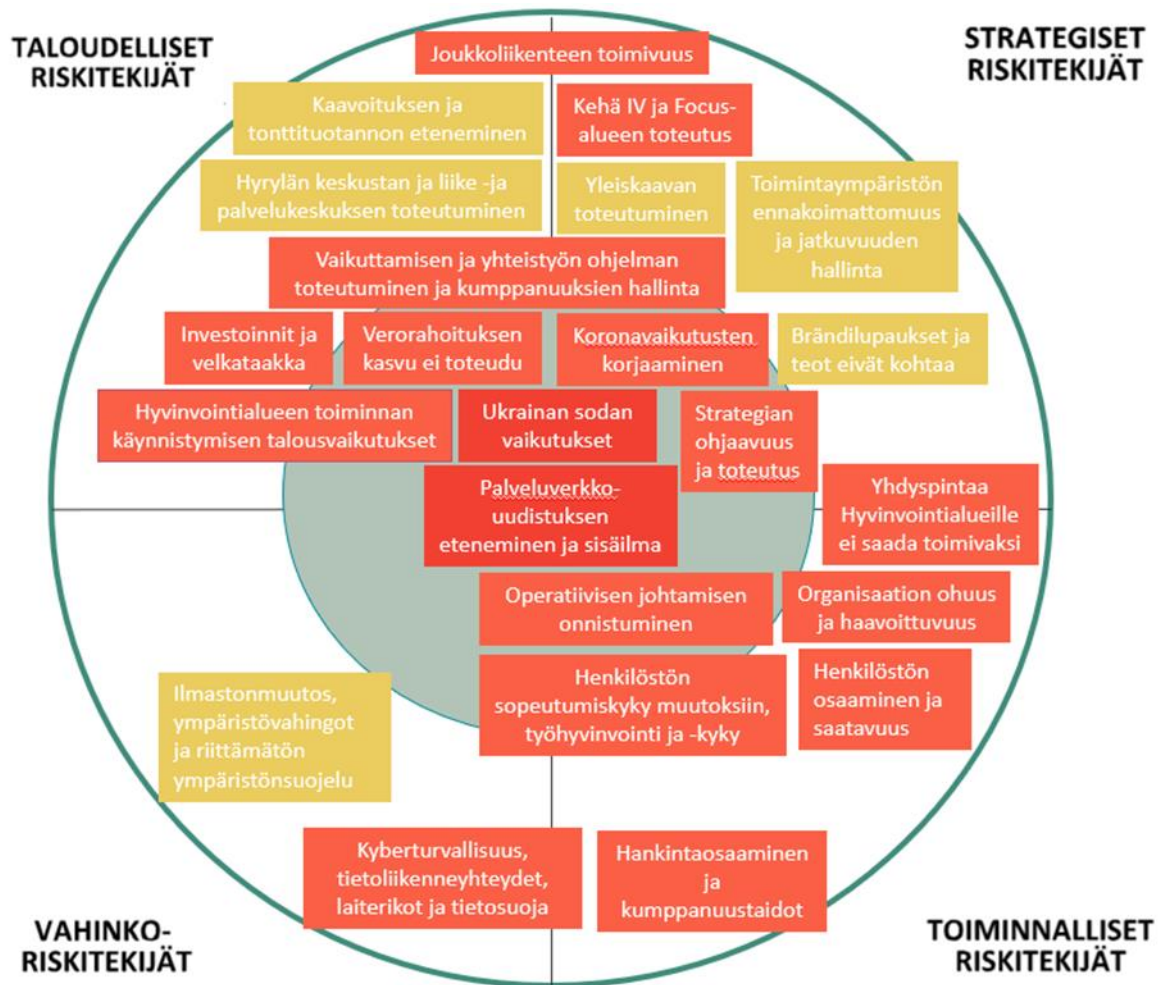 TALOUDELLISET
RISKITEKIJÄT
STRATEGISET
RISKITEKIJÄT
Joukkoliikenteen toimivuus
Kaavoituksen ja
tonttituotannon eteneminen
Kehä IV ja Focus-
alueen toteutus
Hyrylän keskustan ja liike -ja
palvelukeskuksen toteutuminen
Yleiskaavan
toteutuminen
Toimintaympäristön
ennakoimattomuus
ja jatkuvuuden
hallinta
Vaikuttamisen ja yhteistyön ohjelman
toteutuminen ja kumppanuuksien hallinta
Investoinnit ja
velkataakka
Verorahoituksen
kasvu ei toteudu
Koronavaikutusten
korjaaminen
Brändilupaukset ja
teot eivät kohtaa
Hyvinvointialueen toiminnan
käynnistymisen talousvaikutukset
Ukrainan sodan
vaikutukset
Strategian
ohjaavuus
ja toteutus
Palveluverkko-
uudistuksen
eteneminen ja sisäilma
Yhdyspintaa
Hyvinvointialueille
ei saada toimivaksi
Operatiivisen johtamisen
onnistuminen
Organisaation ohuus
ja haavoittuvuus
Henkilöstön
sopeutumiskyky muutoksiin,
työhyvinvointi ja -kyky
Henkilöstön
osaaminen ja
saatavuus
Ilmastonmuutos,
ympäristövahingot
ja riittämätön
ympäristönsuojelu
Kyberturvallisuus,
tietoliikenneyhteydet,
laiterikot ja tietosuoja
Hankintaosaaminen
ja
kumppanuustaidot
VAHINKO-
RISKITEKIJÄT
TOIMINNALLISET
RISKITEKIJÄT